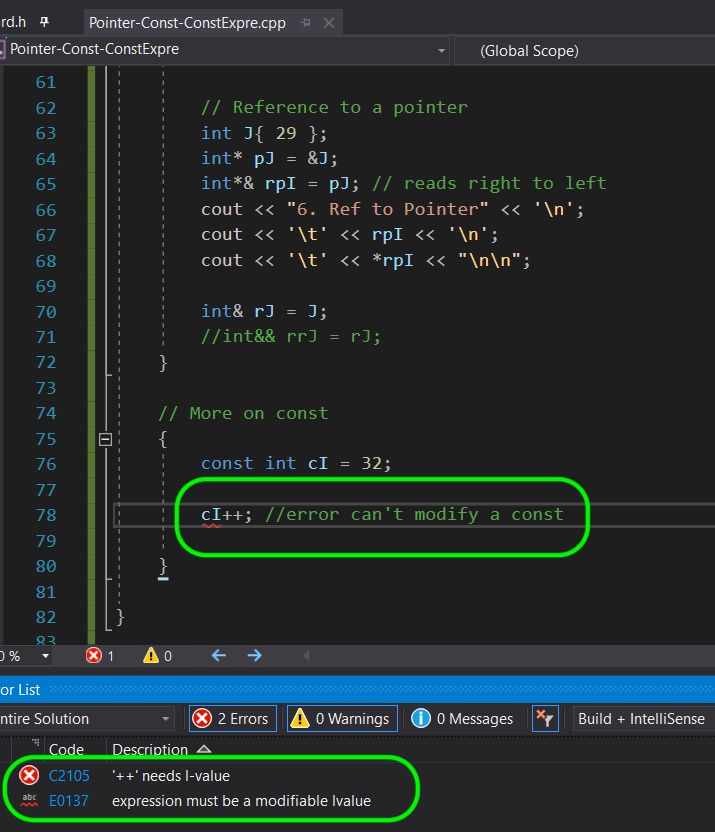 rd.h
Pointer-Const-ConstExpre.cpp
Pointer-Const-ConstExpre (Global Scope)
61
62 // Reference to a pointer
63 int J{ 29 };
64 int* pJ = &J;
65 int*& rpI = pJ; // reads right to left
66 cout << "6. Ref to Pointer" << '\n';
67 cout << '\t' << rpI << '\n';
68 cout << '\t' << *rpI << "\n\n";
69
70 int& rJ = J;
71 //int&& rrJ = rJ;
72 }
73
74 // More on const
75 {
76 const int cI = 32;
77
78 cI++; //error can't modify a const
79
80 }
81
82 }
83
0 % 1 0
or List
ntire Solution 2 Errors 0 Warnings 0 Messages Build + IntelliSense
Code Description
C2105 '++' needs l-value
abc E0137 expression must be a modifiable lvalue